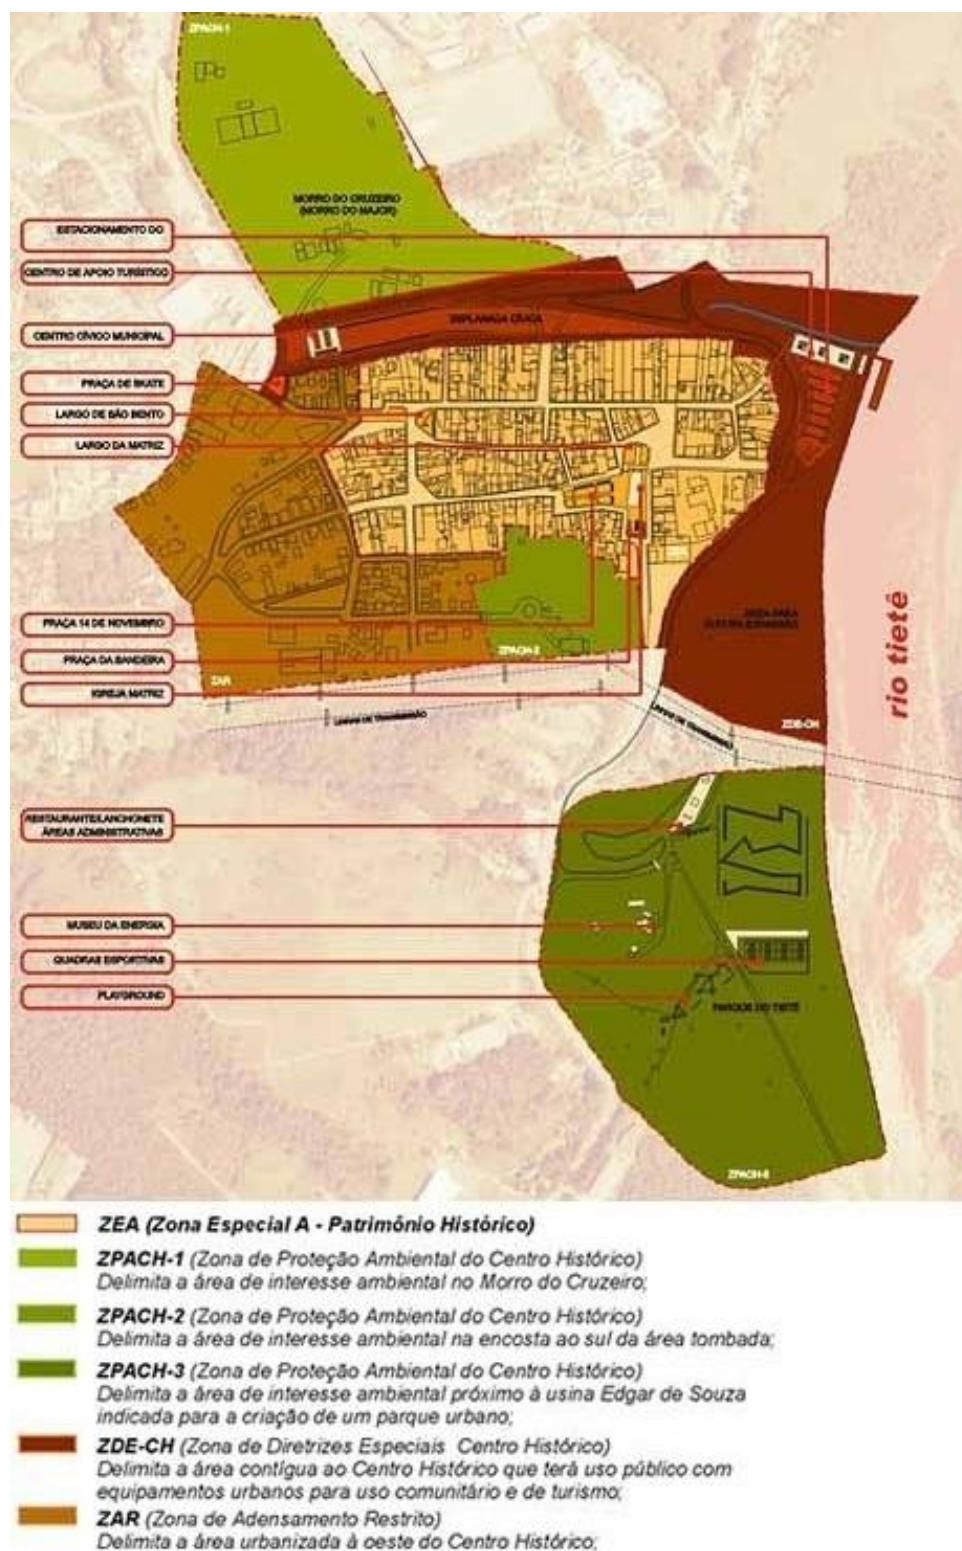 ZPACH-1
MORRO DO CRUZEIRO
(MORRO DO MAJOR)
ESTACIONAMENTO DO
CENTRO DE APOIO TURÍSTICO
ESPLANADA CÍVICA
CENTRO CÍVICO MUNICIPAL
PRAÇA DE SKATE
LARGO DE SÃO BENTO
LARGO DA MATRIZ
ÁREA PARA
FUTURA EXPANSÃO
PRAÇA 14 DE NOVEMBRO
PRAÇA DA BANDEIRA
IGREJA MATRIZ
ZPACH-2
ZAR
LINHAS DE TRANSMISSÃO
LINHAS DE TRANSMISSÃO
ZDE-CH
rio tietê
RESTAURANTE/LANCHONETE
ÁREAS ADMINISTRATIVAS
MUSEU DA ENERGIA
QUADRAS ESPORTIVAS
PLAYGROUND
PARQUE DO TIETÊ
ZPACH-3
ZEA (Zona Especial A - Patrimônio Histórico)
ZPACH-1 (Zona de Proteção Ambiental do Centro Histórico)
Delimita a área de interesse ambiental no Morro do Cruzeiro;
ZPACH-2 (Zona de Proteção Ambiental do Centro Histórico)
Delimita a área de interesse ambiental na encosta ao sul da área tombada;
ZPACH-3 (Zona de Proteção Ambiental do Centro Histórico)
Delimita a área de interesse ambiental próximo à usina Edgar de Souza
indicada para a criação de um parque urbano;
ZDE-CH (Zona de Diretrizes Especiais Centro Histórico)
Delimita a área contígua ao Centro Histórico que terá uso público com
equipamentos urbanos para uso comunitário e de turismo;
ZAR (Zona de Adensamento Restrito)
Delimita a área urbanizada à oeste do Centro Histórico;